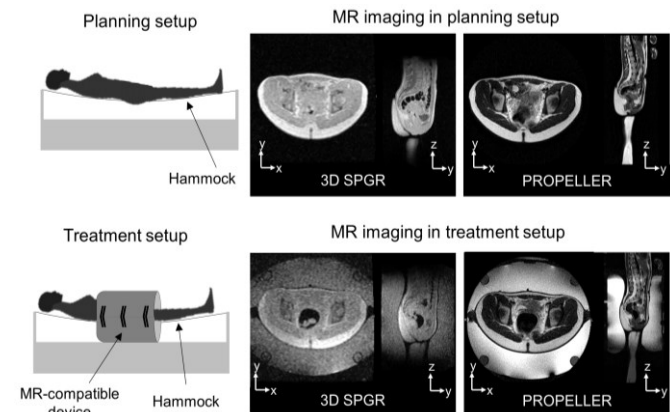 Planning setup
MR imaging in planning setup
Hammock
y
x
z
y
3D SPGR
y
x
z
y
PROPELLER
Treatment setup
MR imaging in treatment setup
MR-compatible
device
Hammock
y
x
z
y
3D SPGR
y
x
z
y
PROPELLER